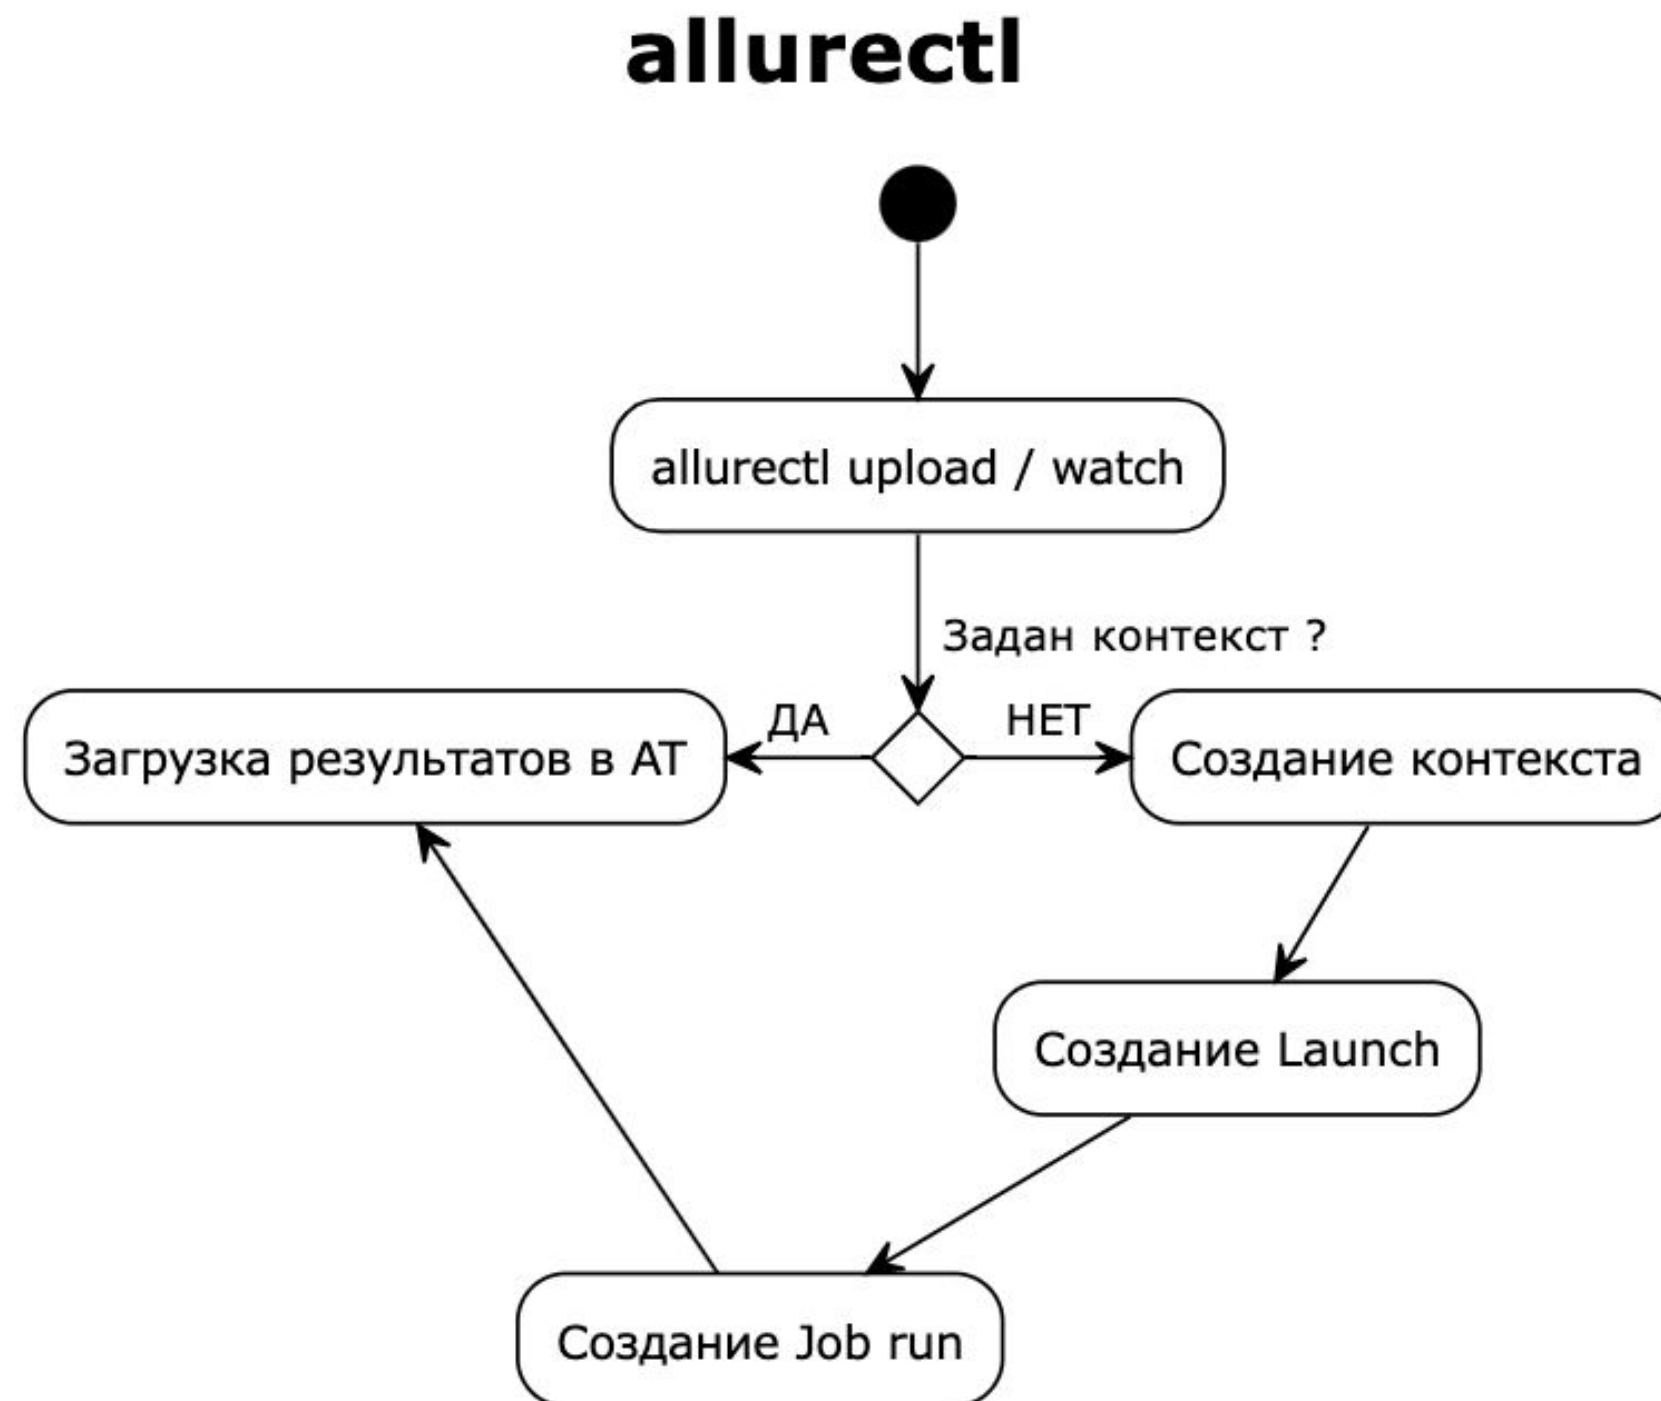 allurectl
allurectl upload / watch
Задан контекст ?
ДА
НЕТ
Загрузка результатов в АТ
Создание контекста
Создание Launch
Создание Job run